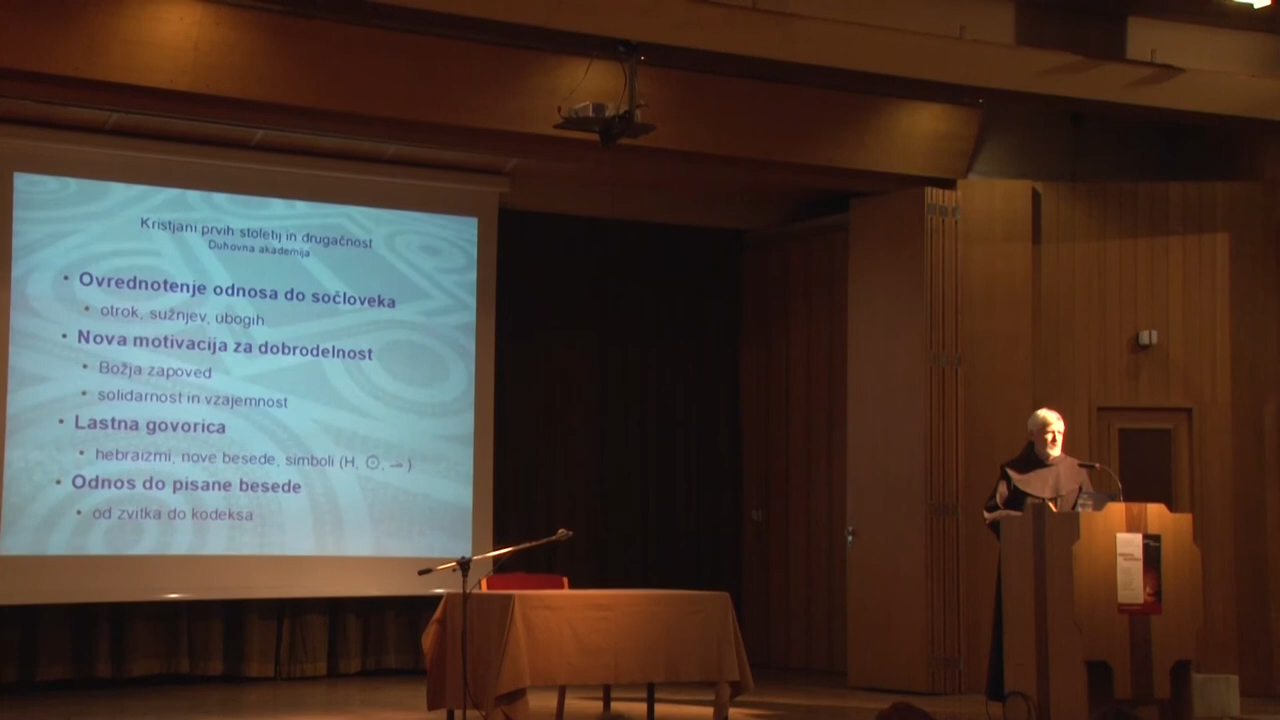 Kristjani prvih stoletij in drugačnost
Duhovna akademija
• Ovrednotenje odnosa do sočloveka
• otrok, sužnjev, ubogih
• Nova motivacija za dobrodelnost
• Božja zapoved
• solidarnost in vzajemnost
• Lastna govorica
• hebraizmi, nove besede, simboli (H, ⊙, ⇀)
• Odnos do pisane besede
• od zvitka do kodeksa